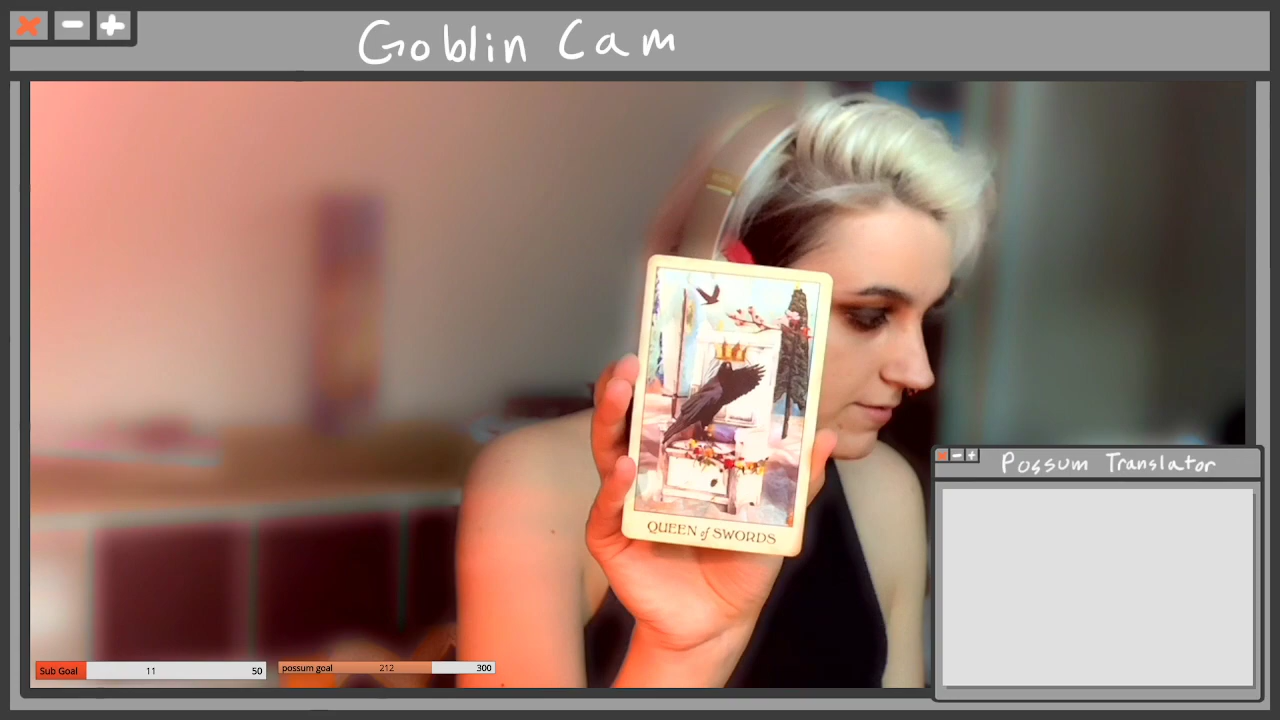 Goblin Cam
QUEEN of SWORDS
Possum Translator
Sub Goal 11 50
possum goal 212 300